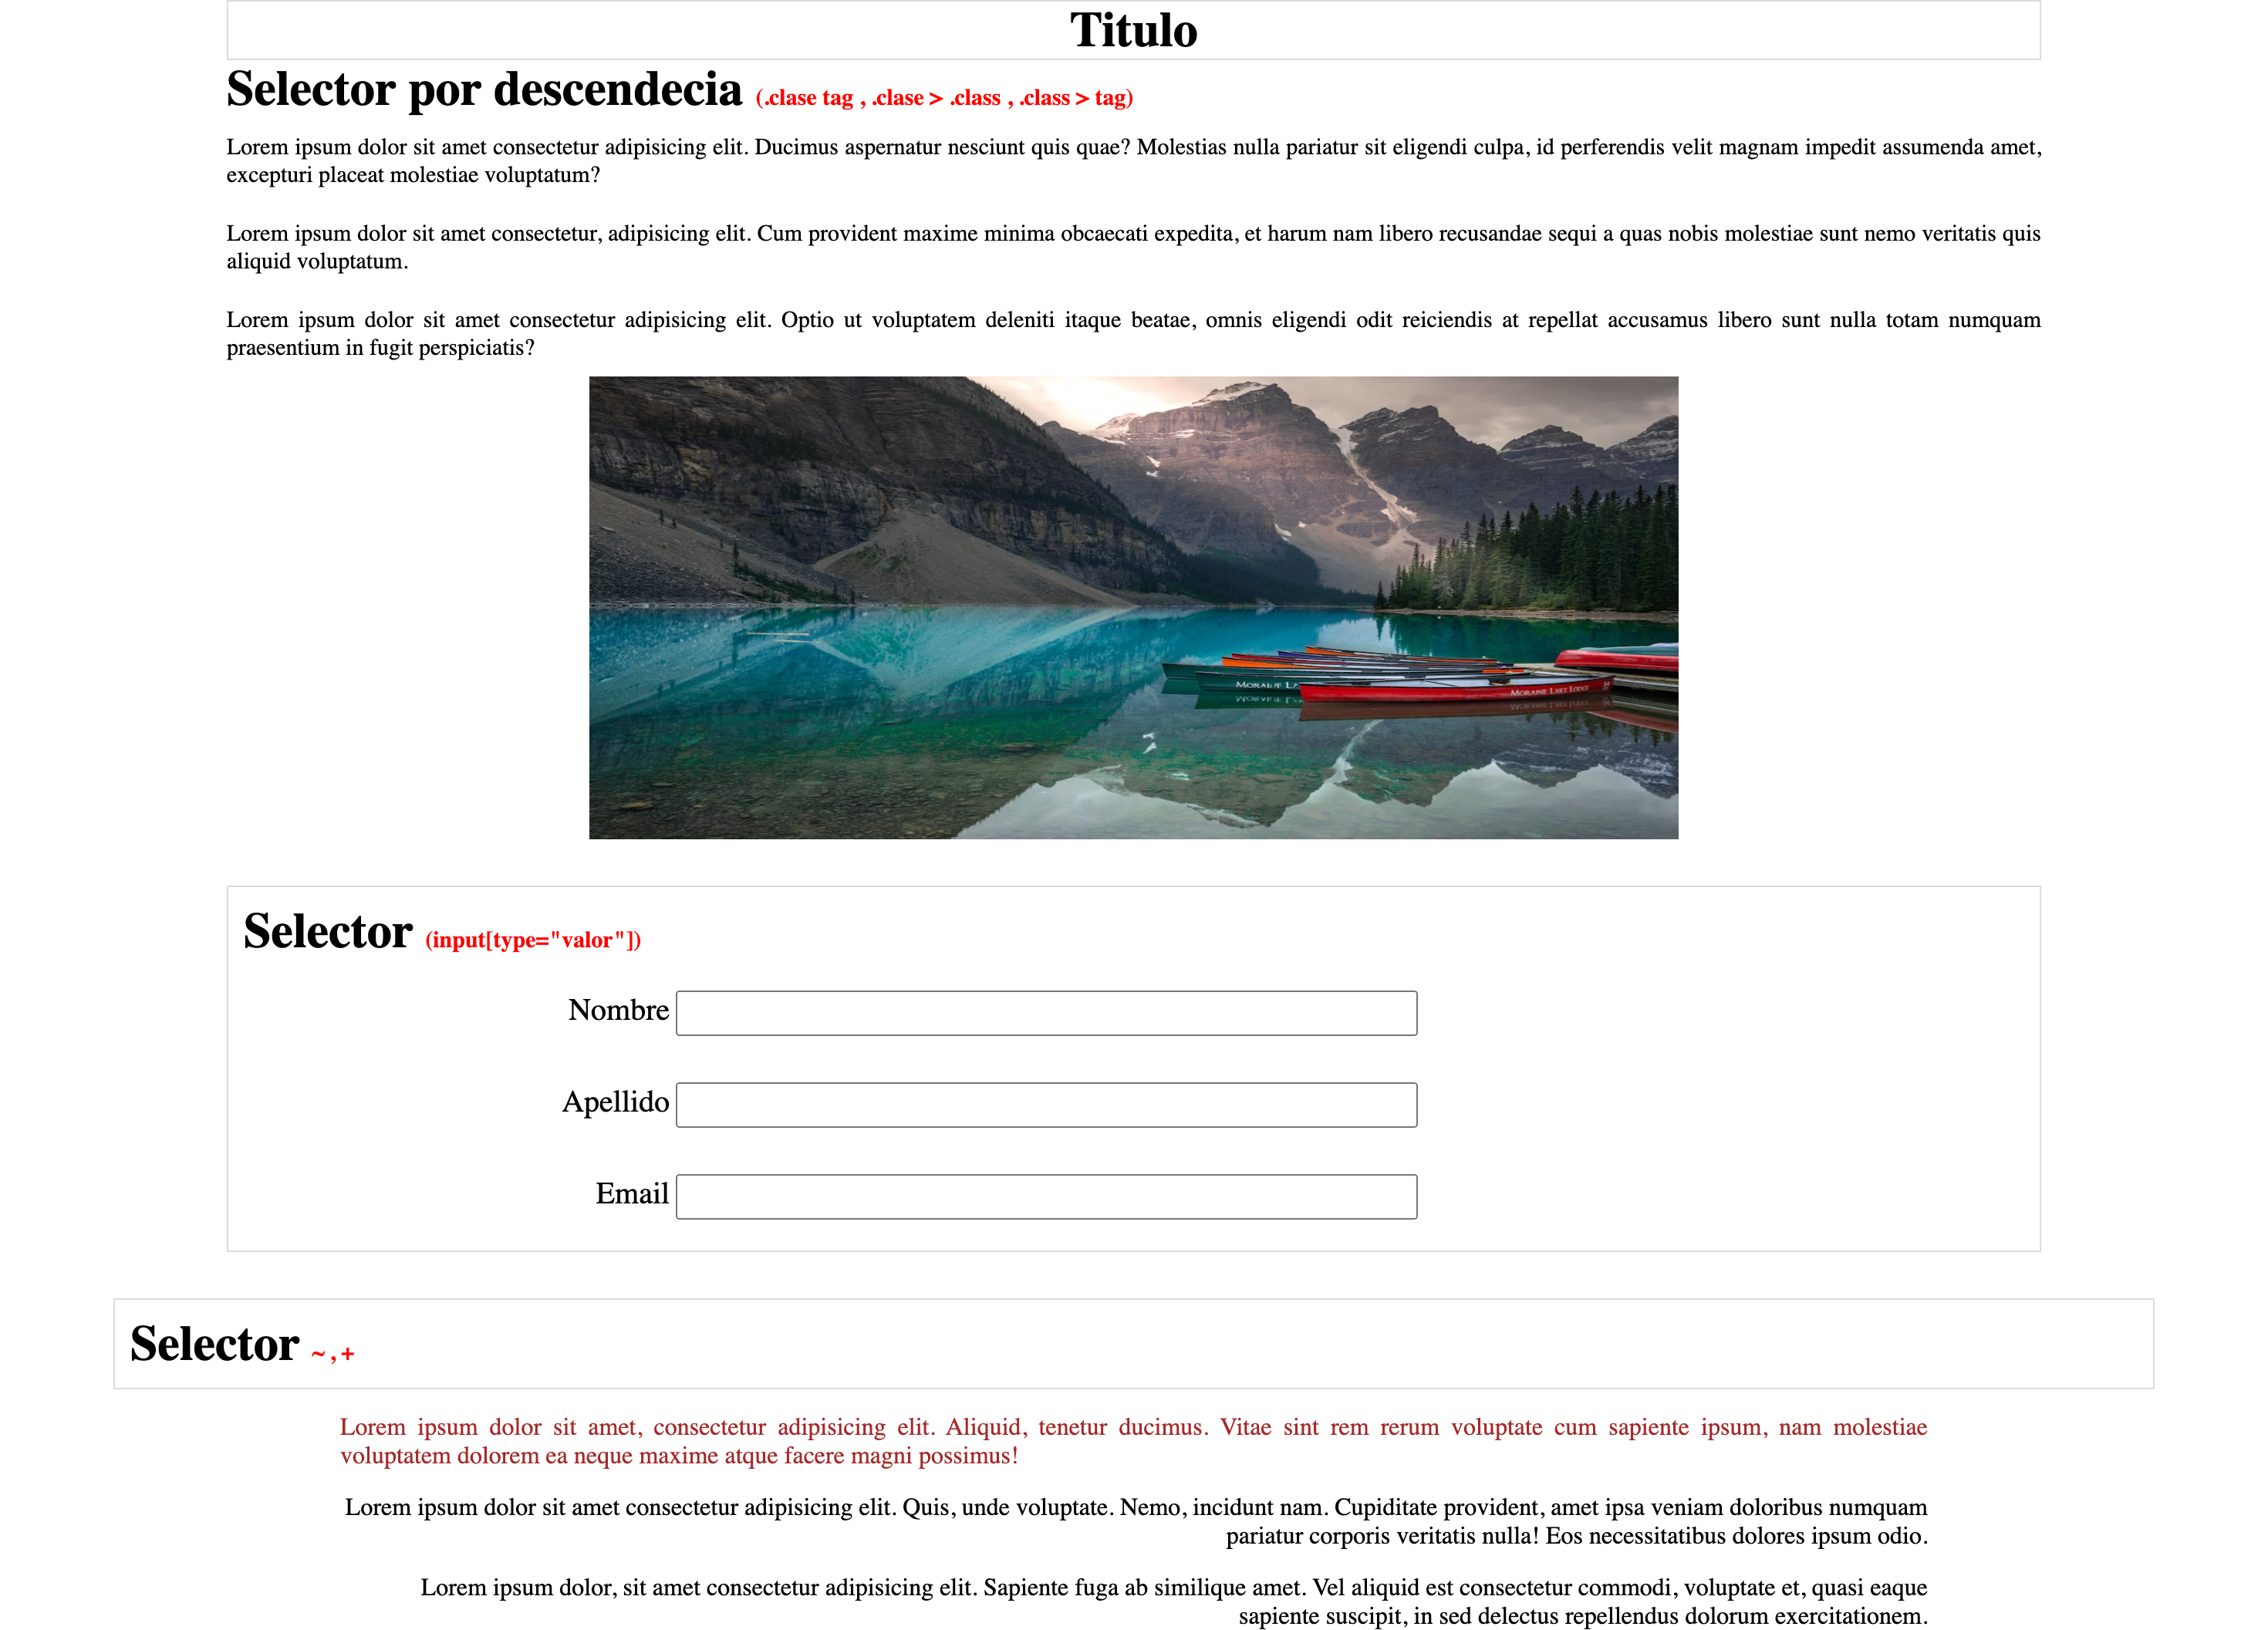 Titulo
Selector por descendecia (.clase tag , .clase > .class , .class > tag)
Lorem ipsum dolor sit amet consectetur adipisicing elit. Ducimus aspernatur nesciunt quis quae? Molestias nulla pariatur sit eligendi culpa, id perferendis velit magnam impedit assumenda amet,
excepturi placeat molestiae voluptatum?
Lorem ipsum dolor sit amet consectetur, adipisicing elit. Cum provident maxime minima obcaecati expedita, et harum nam libero recusandae sequi a quas nobis molestiae sunt nemo veritatis quis
aliquid voluptatum.
Lorem ipsum dolor sit amet consectetur adipisicing elit. Optio ut voluptatem deleniti itaque beatae, omnis eligendi odit reiciendis at repellat accusamus libero sunt nulla totam numquam
praesentium in fugit perspiciatis?
MORAINE LAKE LODGE
Selector (input[type="valor"])
Nombre
Apellido
Email
Selector ~ , +
Lorem ipsum dolor sit amet, consectetur adipisicing elit. Aliquid, tenetur ducimus. Vitae sint rem rerum voluptate cum sapiente ipsum, nam molestiae
voluptatem dolorem ea neque maxime atque facere magni possimus!
Lorem ipsum dolor sit amet consectetur adipisicing elit. Quis, unde voluptate. Nemo, incidunt nam. Cupiditate provident, amet ipsa veniam doloribus numquam
pariatur corporis veritatis nulla! Eos necessitatibus dolores ipsum odio.
Lorem ipsum dolor, sit amet consectetur adipisicing elit. Sapiente fuga ab similique amet. Vel aliquid est consectetur commodi, voluptate et, quasi eaque
sapiente suscipit, in sed delectus repellendus dolorum exercitationem.